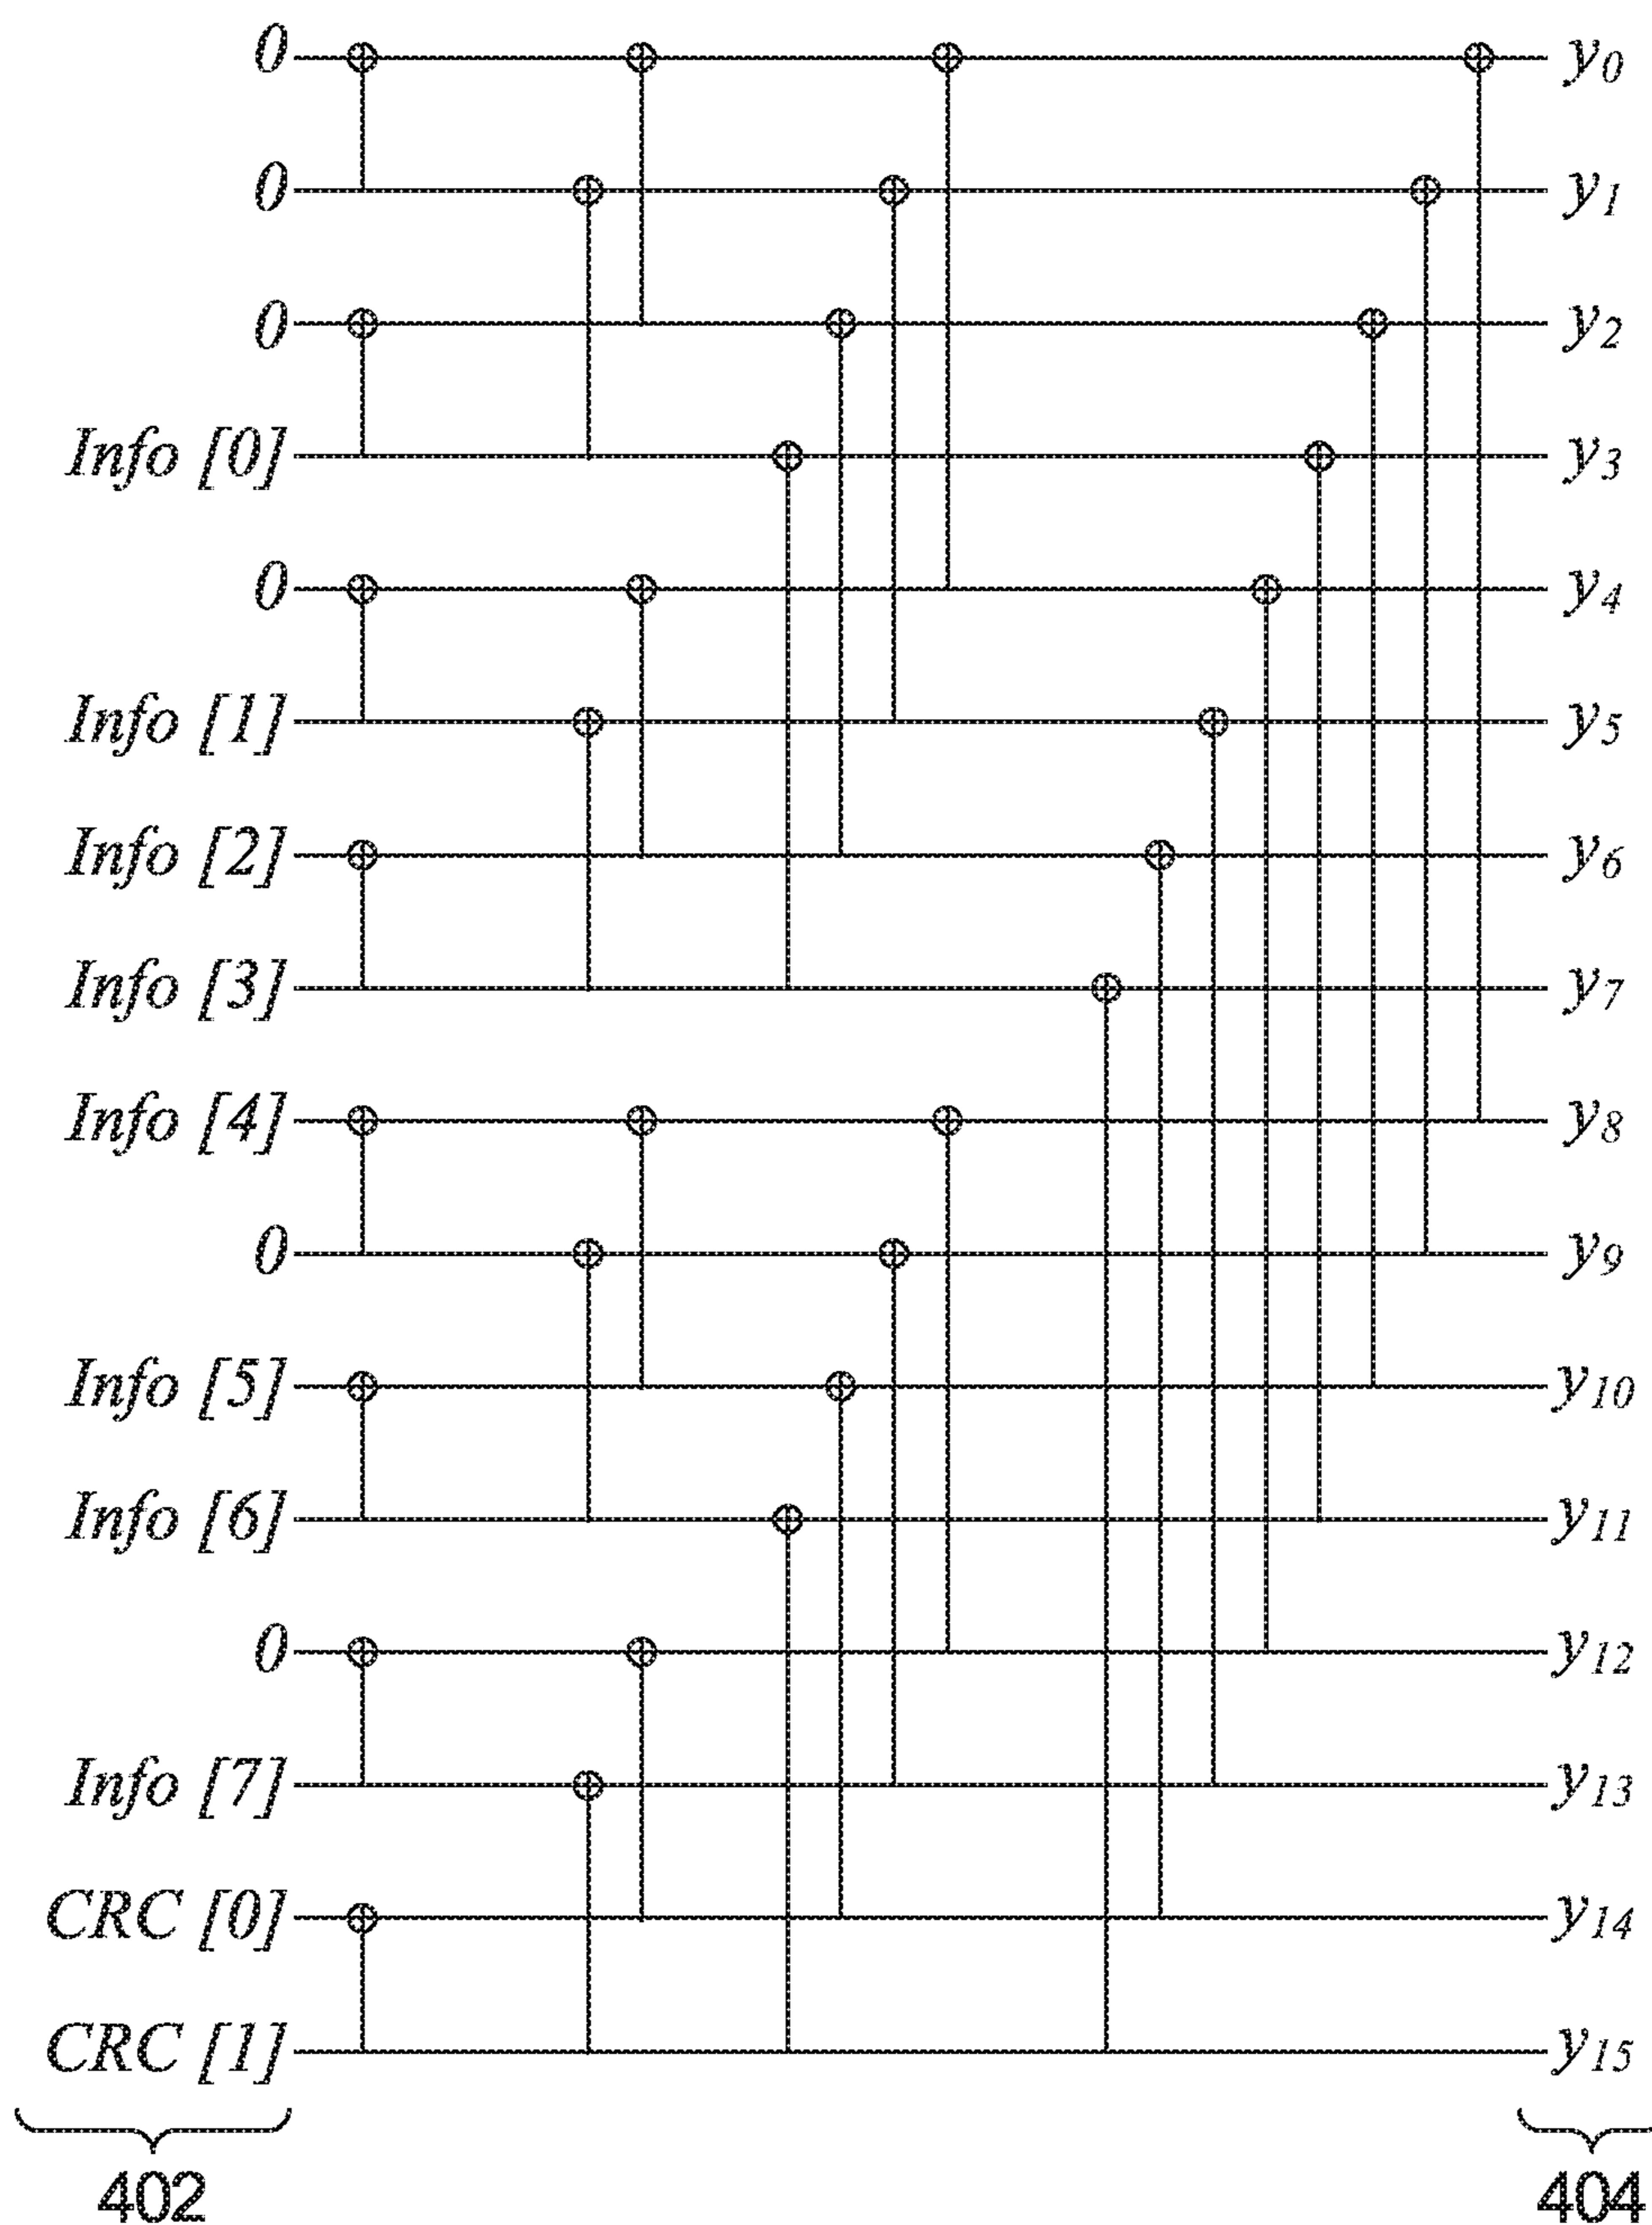 0 y0
0 y1
0 y2
Info [0] y3
0 y4
Info [1] y5
Info [2] y6
Info [3] y7
Info [4] y8
0 y9
Info [5] y10
Info [6] y11
0 y12
Info [7] y13
CRC [0] y14
CRC [1] y15
402 404